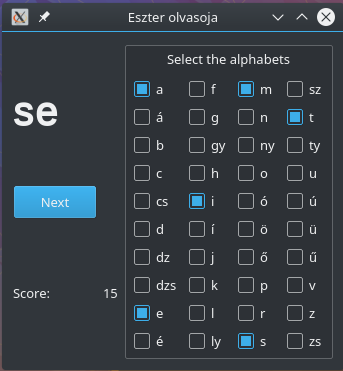 Eszter olvasoja
Select the alphabets
se
Next
Score: 15
a f m sz
á g n t
b gy ny ty
c h o u
cs i ó ú
d í ö ü
dz j ő ű
dzs k p v
e l r z
é ly s zs